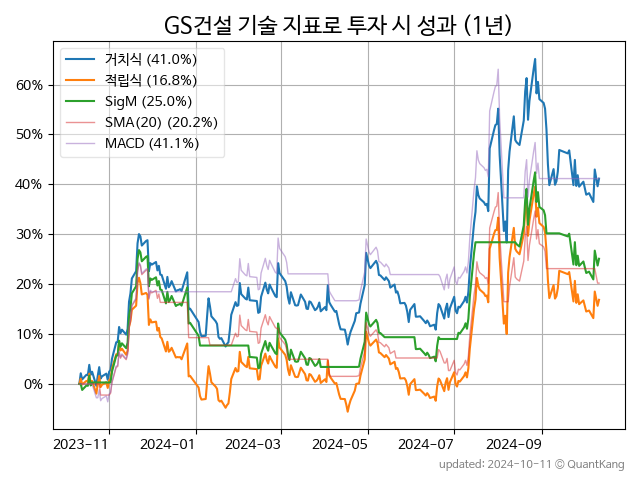 GS건설 기술 지표로 투자 시 성과 (1년)
거치식 (41.0%)
적립식 (16.8%)
SigM (25.0%)
SMA(20) (20.2%)
MACD (41.1%)
60%
50%
40%
30%
20%
10%
0%
2023-11 2024-01 2024-03 2024-05 2024-07 2024-09
updated: 2024-10-11 © QuantKang